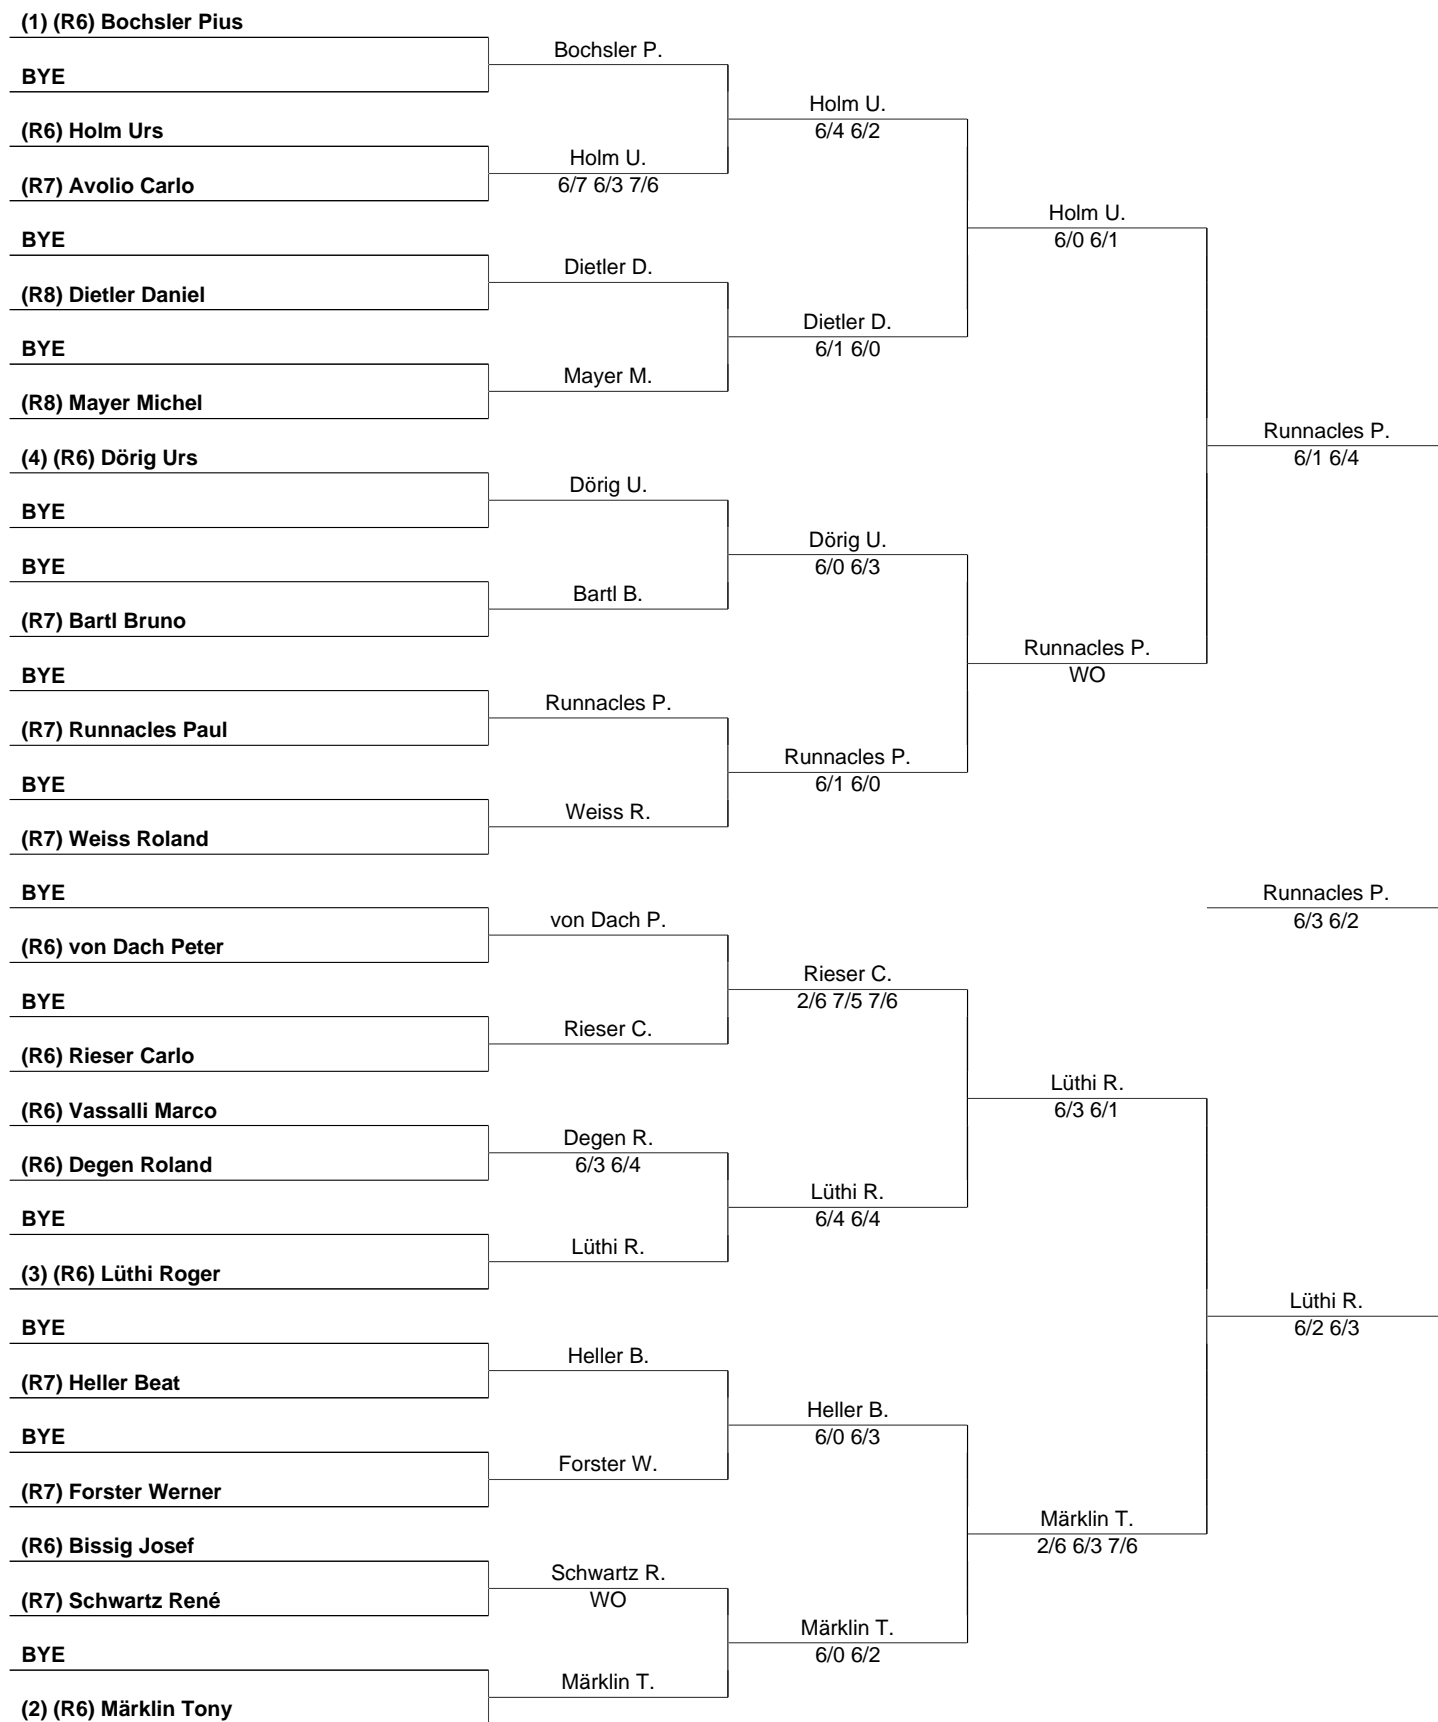 (1) (R6) Bochsler Pius
Bochsler P.
BYE
Holm U.
6/4 6/2
(R6) Holm Urs
Holm U.
6/7 6/3 7/6
(R7) Avolio Carlo
Holm U.
6/0 6/1
BYE
Dietler D.
(R8) Dietler Daniel
Dietler D.
6/1 6/0
BYE
Mayer M.
(R8) Mayer Michel
Runnacles P.
6/1 6/4
(4) (R6) Dörig Urs
Dörig U.
BYE
Dörig U.
6/0 6/3
BYE
Bartl B.
(R7) Bartl Bruno
Runnacles P.
WO
BYE
Runnacles P.
(R7) Runnacles Paul
Runnacles P.
6/1 6/0
BYE
Weiss R.
(R7) Weiss Roland
BYE
Runnacles P.
6/3 6/2
von Dach P.
(R6) von Dach Peter
Rieser C.
2/6 7/5 7/6
BYE
Rieser C.
(R6) Rieser Carlo
Lüthi R.
6/3 6/1
(R6) Vassalli Marco
Degen R.
6/3 6/4
(R6) Degen Roland
Lüthi R.
6/4 6/4
BYE
Lüthi R.
(3) (R6) Lüthi Roger
Lüthi R.
6/2 6/3
BYE
Heller B.
(R7) Heller Beat
Heller B.
6/0 6/3
BYE
Forster W.
(R7) Forster Werner
Märklin T.
2/6 6/3 7/6
(R6) Bissig Josef
Schwartz R.
WO
(R7) Schwartz René
Märklin T.
6/0 6/2
BYE
Märklin T.
(2) (R6) Märklin Tony